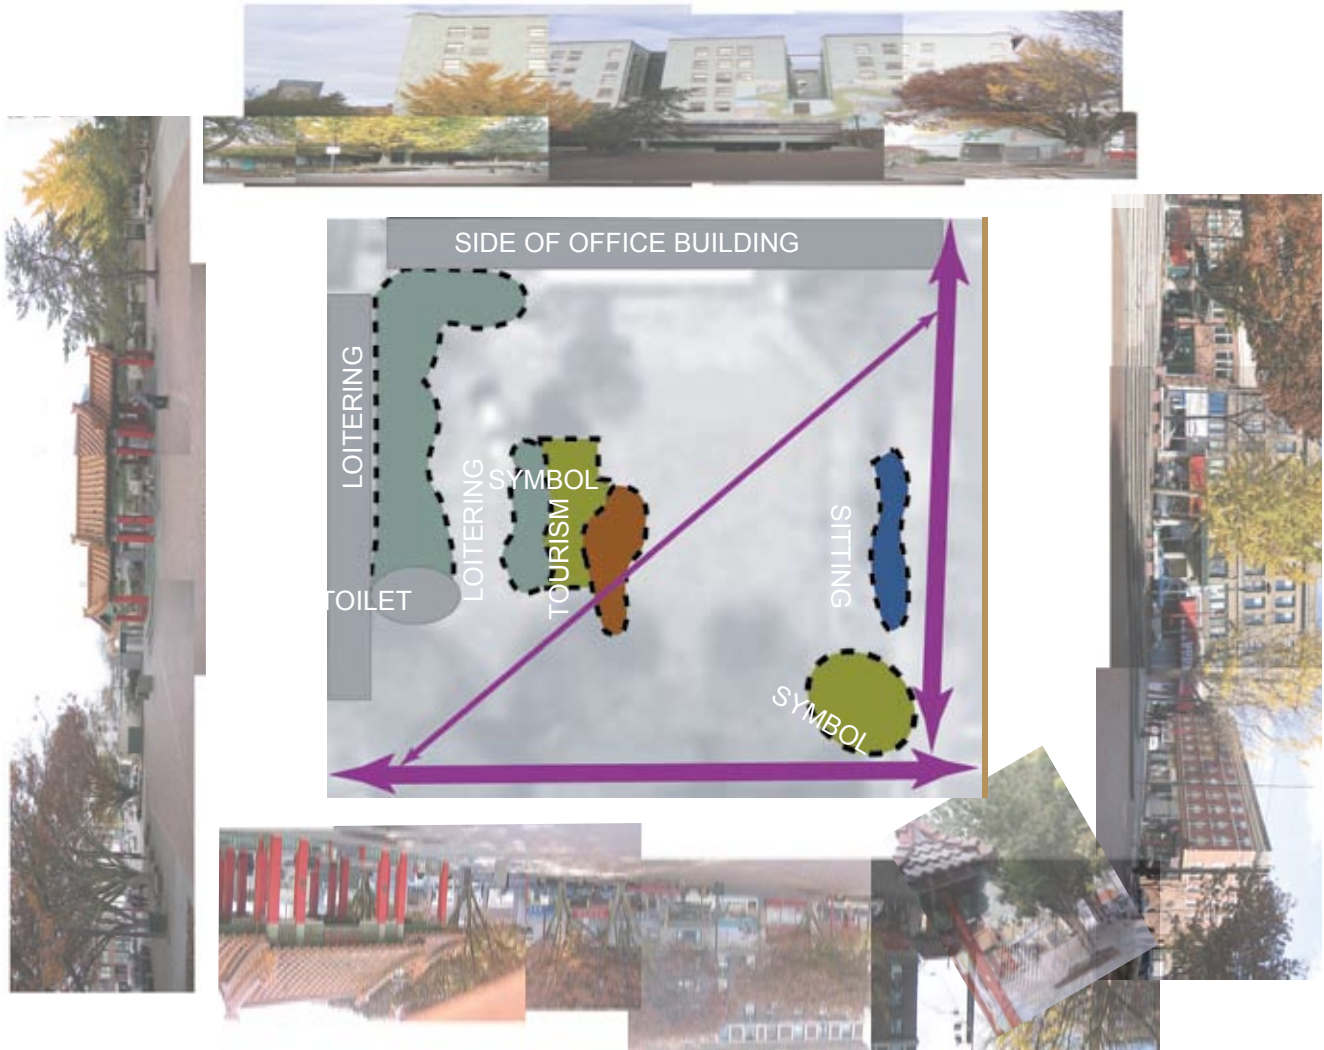 SIDE OF OFFICE BUILDING
LOITERING
LOITERING
SYMBOL
TOURISM
SITTING
TOILET
SYMBOL